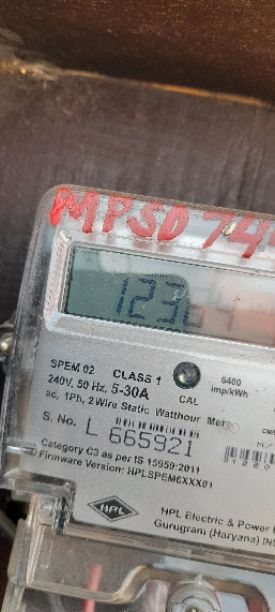 MPSD 74
123
SPEM 02 CLASS 1
240V, 50 Hz, 5-30A CAL
6400
imp/kWh
ac, 1Ph, 2 Wire Static Watthour Meter
S. No. L 665921
Category C3 as per IS 15959:2011
Firmware Version: HPLSPEM6XXX01
HPL
HPL Electric & Power
Gurugram (Haryana) IN